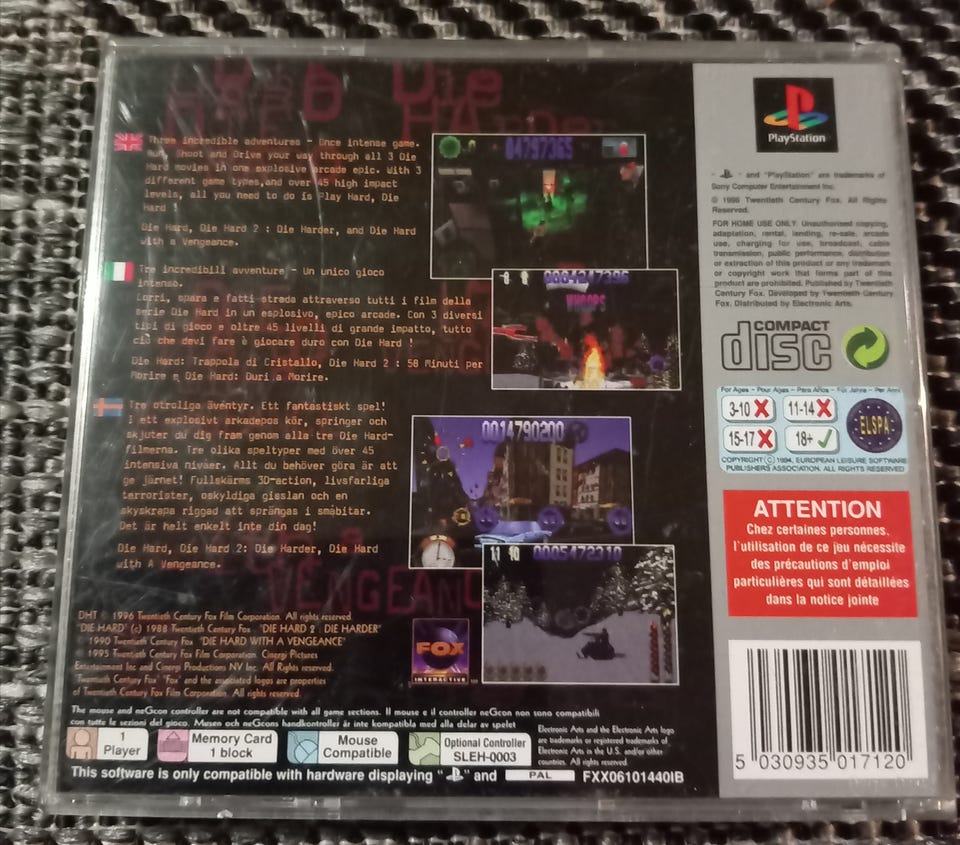 Die
HARD
Die
HARDer
Three incredible adventures - Once intense game.
Run, Shoot and Drive your way through all 3 Die
Hard movies in one explosive arcade epic. With 3
different game types,and over 45 high impact
levels, all you need to do is Play Hard, Die
Hard !
Die Hard, Die Hard 2 : Die Harder, and Die Hard
with a Vengeance.
Tre incredibili avventure - Un unico gioco
intenso.
Corri, spara e fatti strada attraverso tutti i film della
serie Die Hard in un esplosivo, epico arcade. Con 3 diversi
tipi di gioco e oltre 45 livelli di grande impatto, tutto
ciò che devi fare è giocare duro con Die Hard !
Die Hard: Trappola di Cristallo, Die Hard 2 : 58 Minuti per
Morire e Die Hard: Duri a Morire.
Tre otroliga äventyr. Ett fantastiskt spel!
I ett explosivt arkadepos kör, springer och
skjuter du dig fram genom alla tre Die Hard-
filmerna. Tre olika speltyper med över 45
intensiva nivåer. Allt du behöver göra är att
ge järnet! Fullskärms 3D-action, livsfarliga
terrorister, oskyldiga gisslan och en
skyskrapa riggad att sprängas i småbitar.
Det är helt enkelt inte din dag!
Die Hard, Die Hard 2: Die Harder, Die Hard
with A Vengeance.
VENGEANC
04797365
0004247396
WHOOPS
0014790200
11 10 0005472310
DHT © 1996 Twentieth Century Fox Film Corporation. All rights reserved.
"DIE HARD" (c) 1988 Twentieth Century Fox. "DIE HARD 2 : DIE HARDER"
© 1990 Twentieth Century Fox "DIE HARD WITH A VENGEANCE"
© 1995 Twentieth Century Fox Film Corporation. Cinergi Pictures
Entertainment Inc and Cinergi Productions NV Inc. All Rights reserved.
"Twentieth Century Fox" "Fox" and the associated logos are properties
of Twentieth Century Fox Film Corporation. All rights reserved.
FOX
INTERACTIVE
The mouse and neGcon controller are not compatible with all game sections. Il mouse e il controller neGcon non sono compatibili
con tutte le sezioni del gioco. Musen och neGcons handkontroller är inte kompatibla med alla delar av spelet
1
Player
Memory Card
1 block
Mouse
Compatible
Optional Controller
SLEH-0003
Electronic Arts and the Electronic Arts logo
are trademarks or registered trademarks of
Electronic Arts in the U.S. and/or other
countries. All rights reserved.
This software is only compatible with hardware displaying " " and PAL FXX06101440IB
PlayStation
" " and "PlayStation" are trademarks of
Sony Computer Entertainment Inc.
© 1996 Twentieth Century Fox. All Rights
Reserved.
FOR HOME USE ONLY. Unauthorised copying,
adaptation, rental, lending, re-sale, arcade
use, charging for use, broadcast, cable
transmission, public performance, distribution
or extraction of this product or any trademark
or copyright work that forms part of this
product are prohibited. Published by Twentieth
Century Fox. Developed by Twentieth Century
Fox. Distributed by Electronic Arts.
COMPACT
disc
For Ages - Pour Ages - Para Años - Für Jahre - Per Anni
3-10 X 11-14 X
15-17 X 18+ ✓
ELSPA
COPYRIGHT © 1994, EUROPEAN LEISURE SOFTWARE
PUBLISHERS ASSOCIATION. ALL RIGHTS RESERVED
ATTENTION
Chez certaines personnes,
l'utilisation de ce jeu nécessite
des précautions d'emploi
particulières qui sont détaillées
dans la notice jointe
5 030935 017120